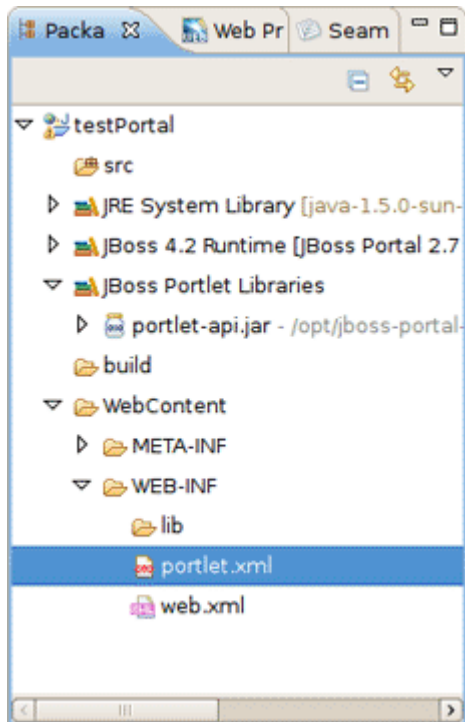 Packa Web Pr Seam
testPortal
src
JRE System Library [java-1.5.0-sun-
JBoss 4.2 Runtime [JBoss Portal 2.7
JBoss Portlet Libraries
portlet-api.jar - /opt/jboss-portal-
build
WebContent
META-INF
WEB-INF
lib
portlet.xml
web.xml